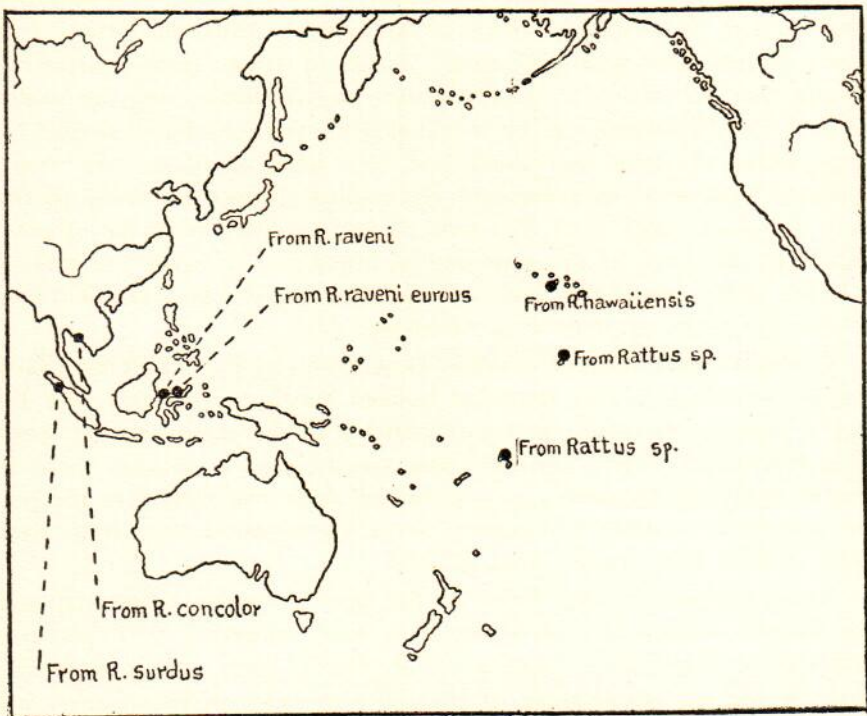 From R. raveni
From R. raveni eurous
From R. hawaiiensis
From Rattus sp.
From Rattus sp.
From R. concolor
From R. surdus